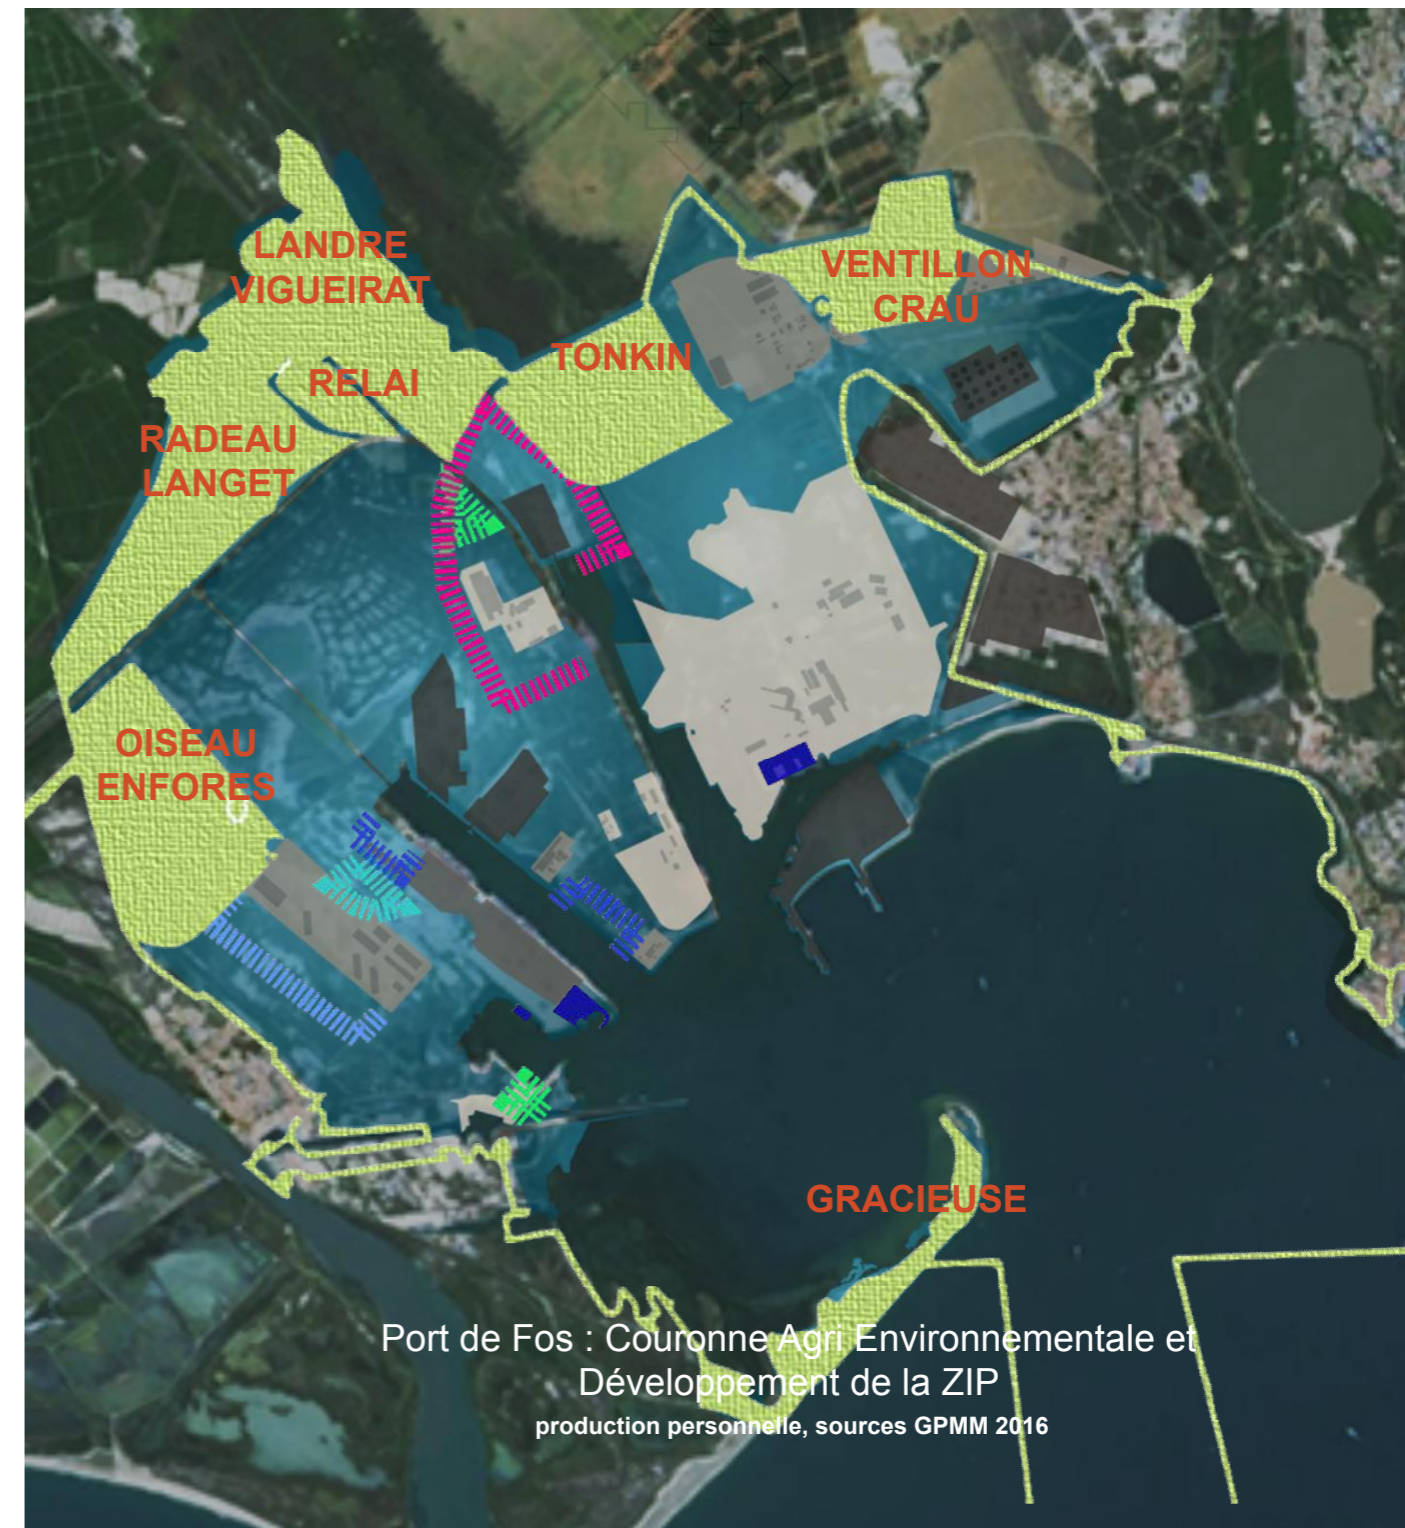 LANDRE
VIGUEIRAT
VENTILLON
CRAU
TONKIN
RELAI
RADEAU
LANGET
OISEAU
ENFORES
GRACIEUSE
Port de Fos : Couronne Agri Environnementale et
Développement de la ZIP
production personnelle, sources GPMM 2016